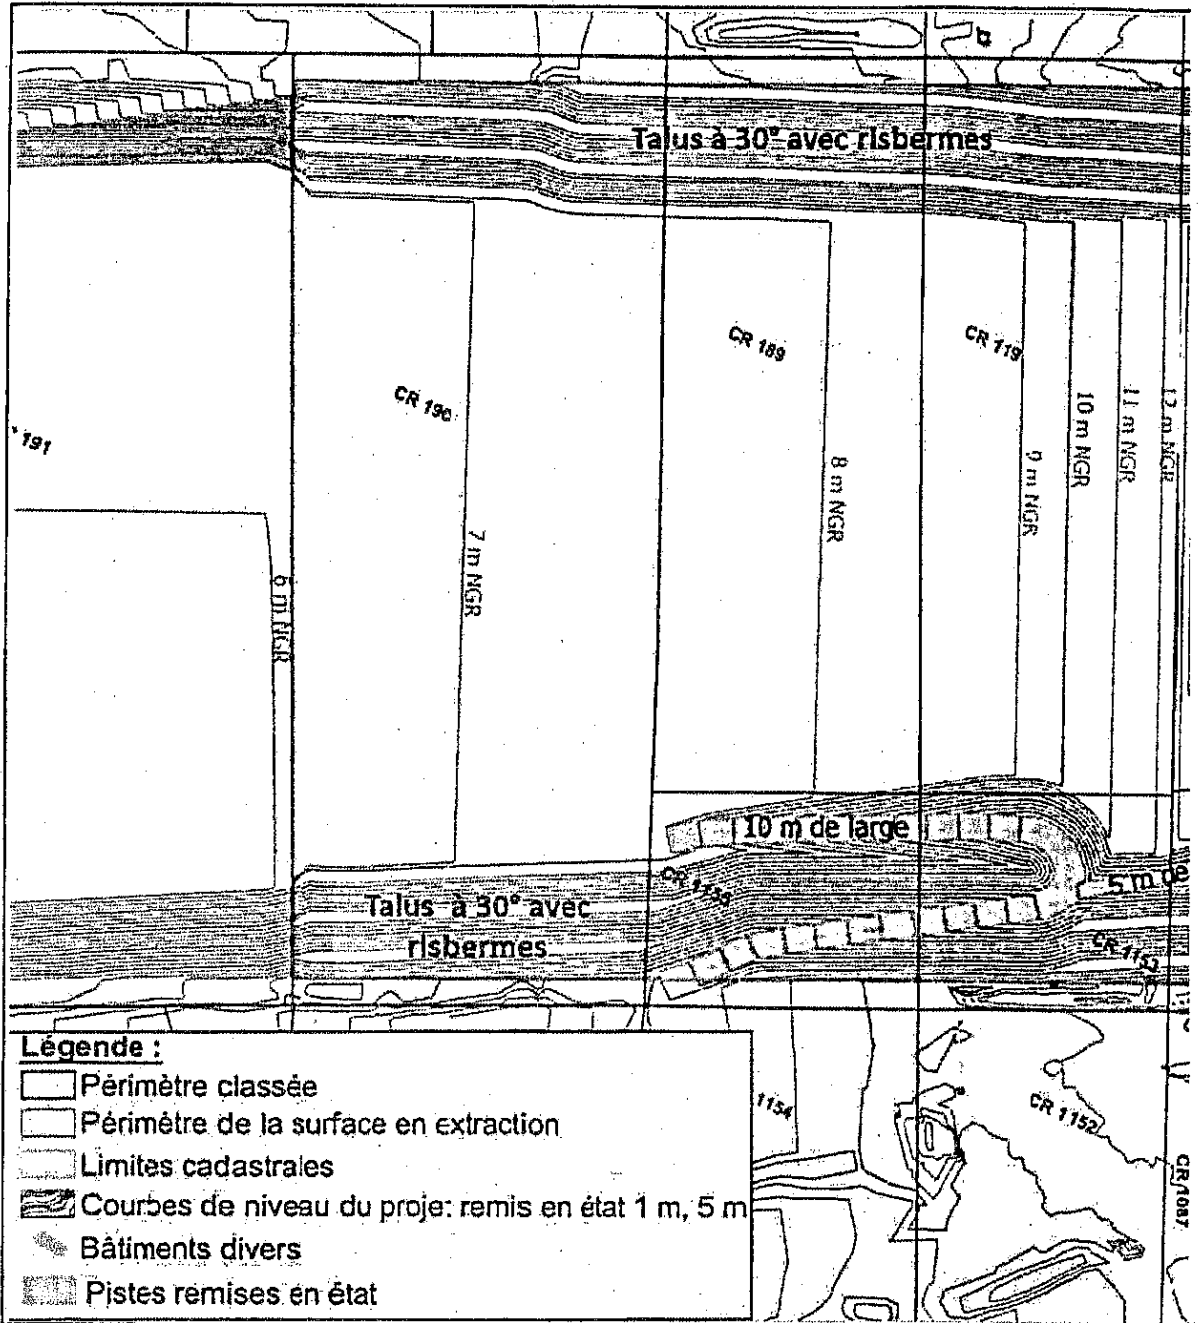 Talus à 30° avec risbermes
CR 189
CR 119
CR 190
191
12 m NGR
11 m NGR
10 m NGR
9 m NGR
8 m NGR
7 m NGR
6 m NGR
10 m de large
5 m de
CR 1153
Talus à 30° avec
risbermes
CR 1153
Légende :
Périmètre classée
Périmètre de la surface en extraction
Limites cadastrales
Courbes de niveau du proje: remis en état 1 m, 5 m
Bâtiments divers
Pistes remises en état
1154
CR 1152
CR 1087